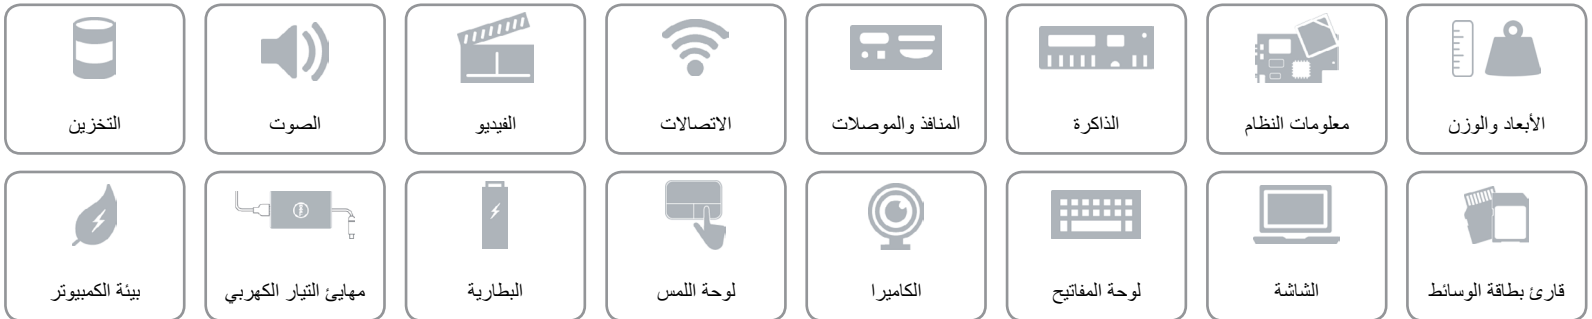 الأبعاد والوزن
معلومات النظام
الذاكرة
المنافذ والموصلات
الاتصالات
الفيديو
الصوت
التخزين
قارئ بطاقة الوسائط
الشاشة
لوحة المفاتيح
الكاميرا
لوحة اللمس
البطارية
مهايئ التيار الكهربي
بيئة الكمبيوتر